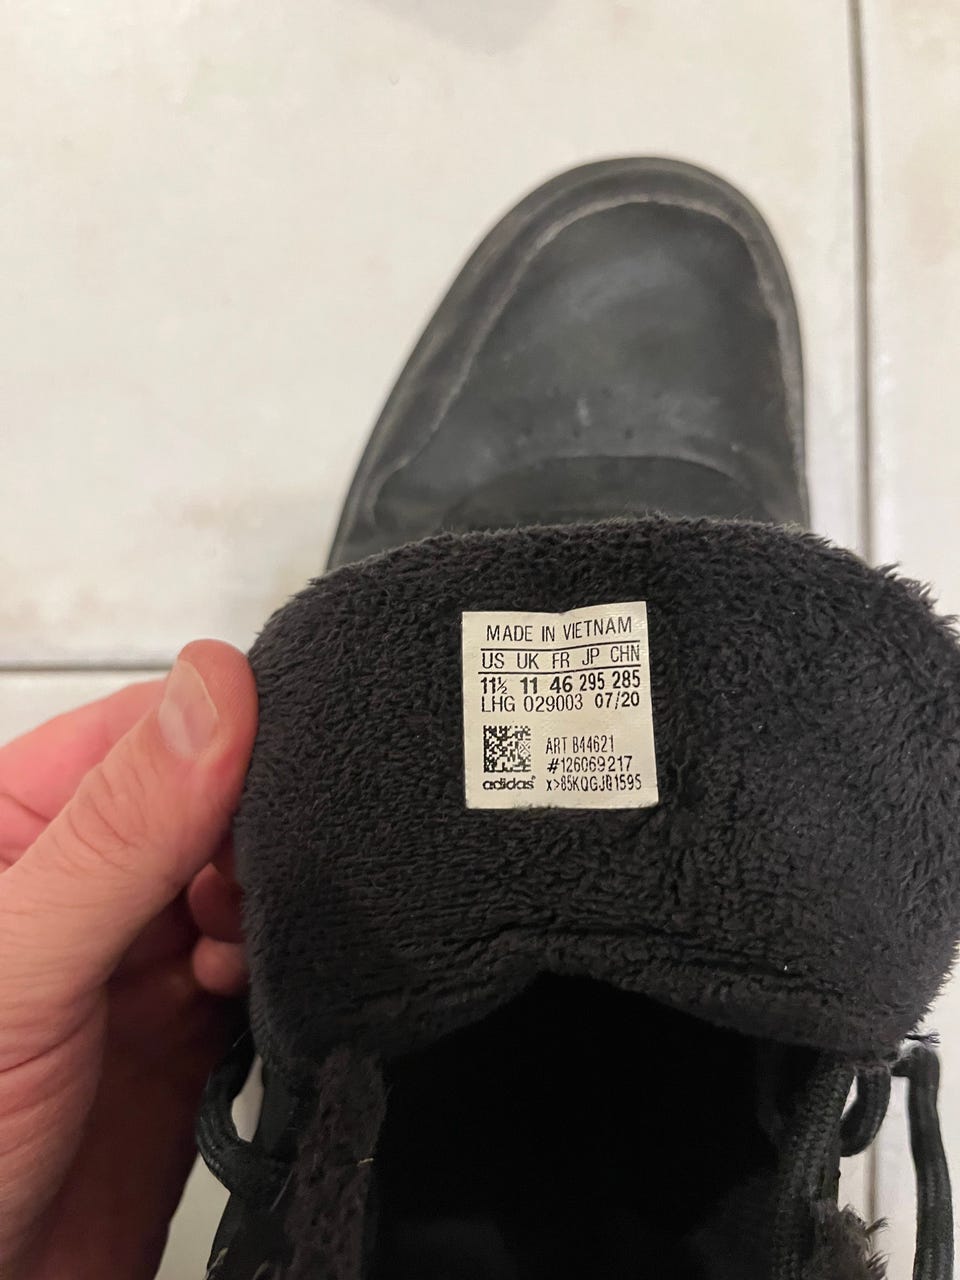 MADE IN VIETNAM
US UK FR JP CHN
11½ 11 46 295 285
LHG 029003 07/20
ART B44621
#126069217
adidas x>85KQGJQ1595